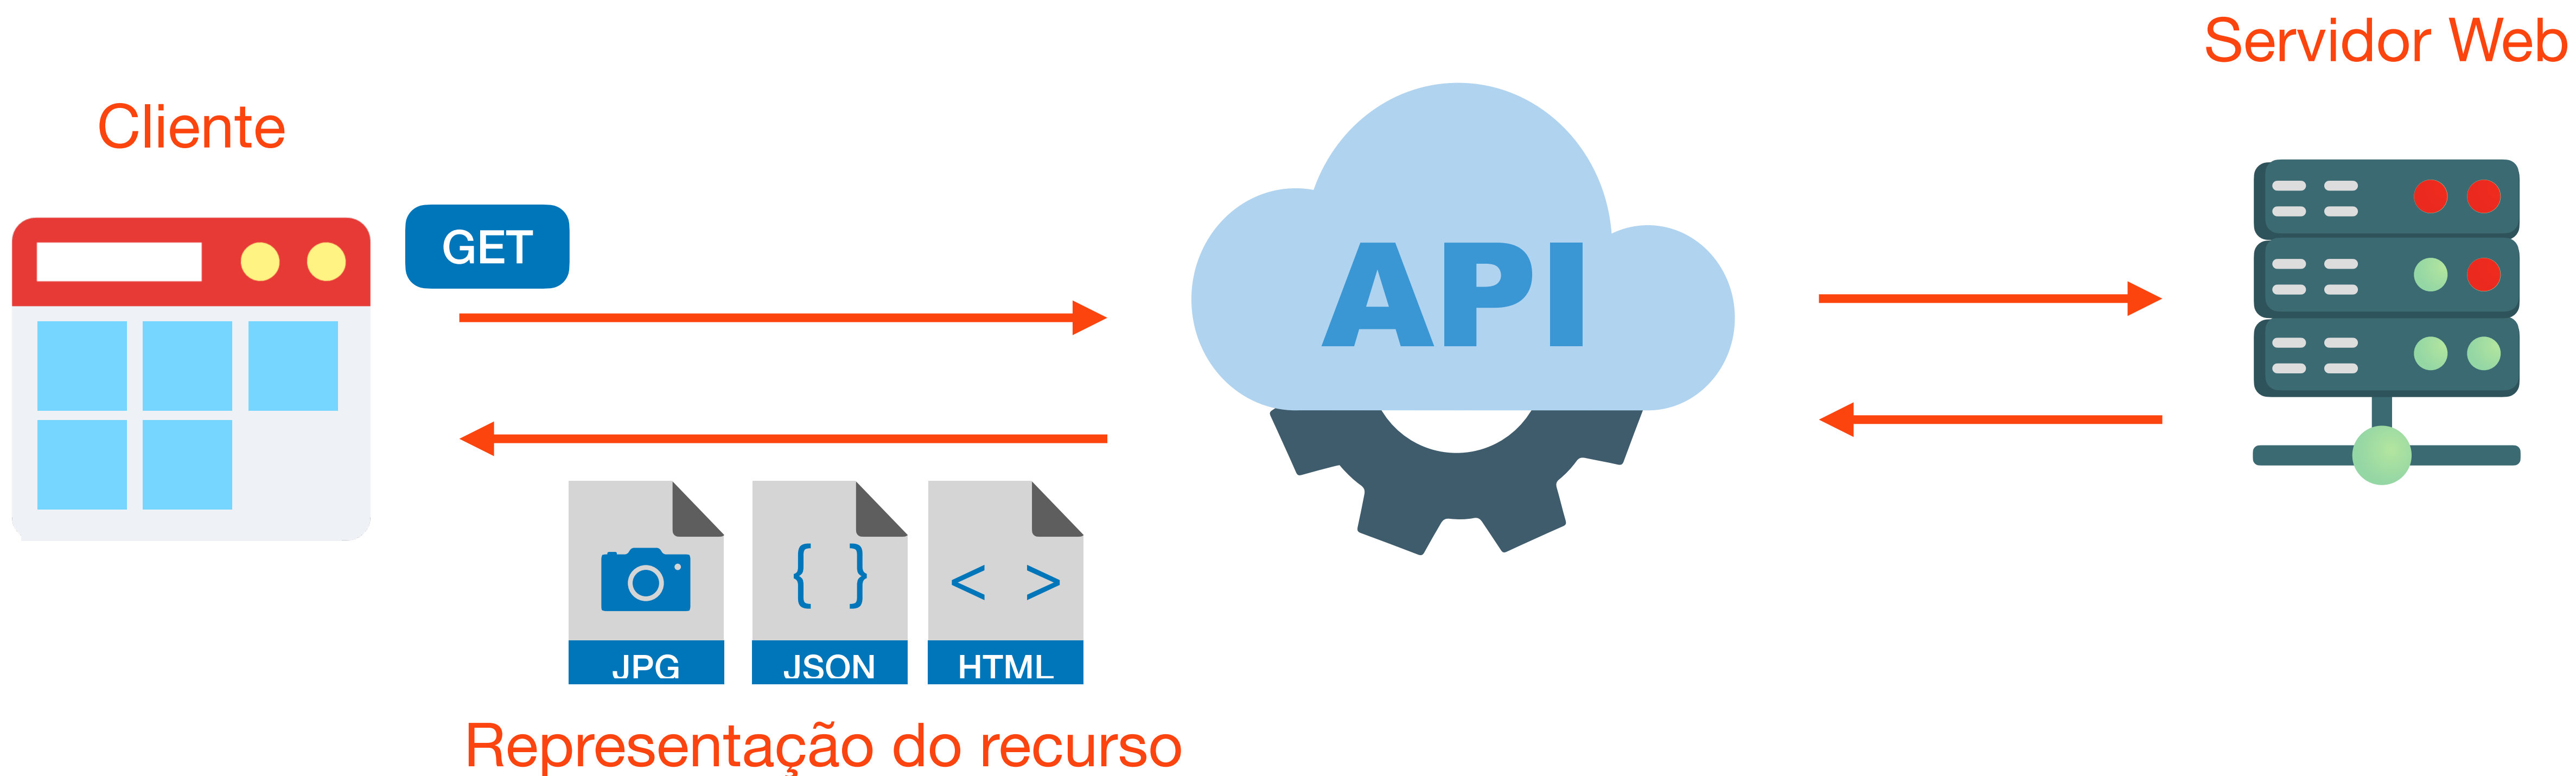 Servidor Web
Cliente
GET
API
{ }
< >
JPG
JSON
HTML
Representação do recurso